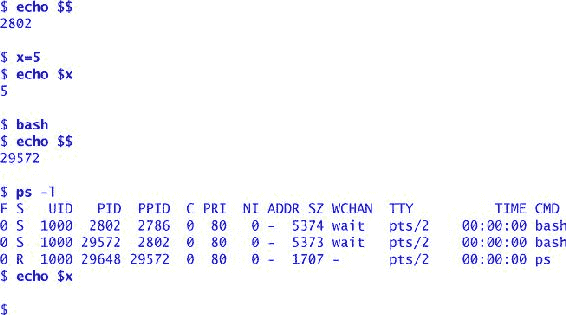 $ echo $$
2802
$ x=5
$ echo $x
5
$ bash
$ echo $$
29572
$ ps -l
F S UID PID PPID C PRI NI ADDR SZ WCHAN TTY TIME CMD
0 S 1000 2802 2786 0 80 0 - 5374 wait pts/2 00:00:00 bash
0 S 1000 29572 2802 0 80 0 - 5373 wait pts/2 00:00:00 bash
0 R 1000 29648 29572 0 80 0 - 1707 - pts/2 00:00:00 ps
$ echo $x
$